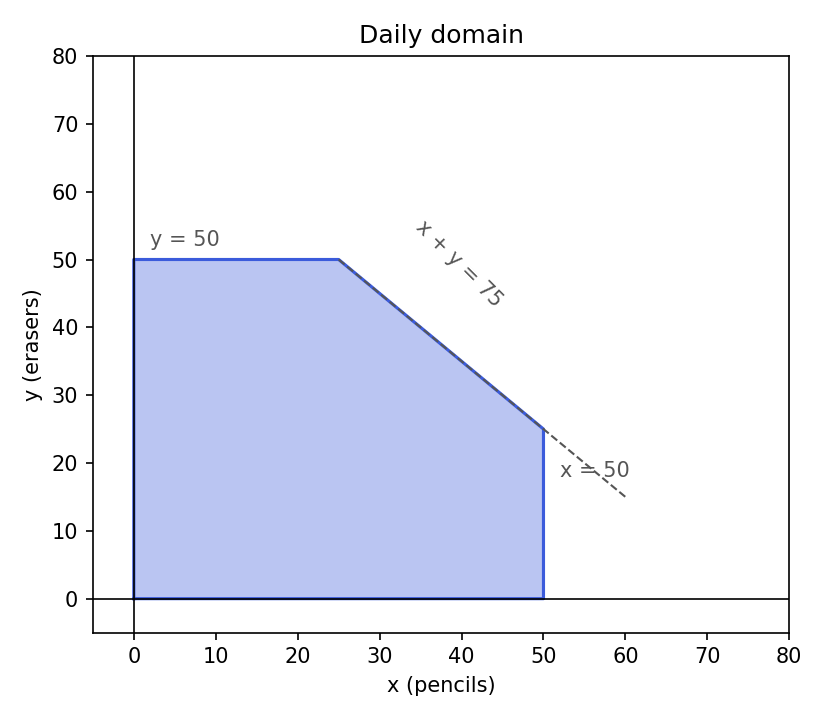 Daily domain
80
70
60
50
40
30
20
10
0
y (erasers)
y = 50
x + y = 75
x = 50
0 10 20 30 40 50 60 70 80
x (pencils)